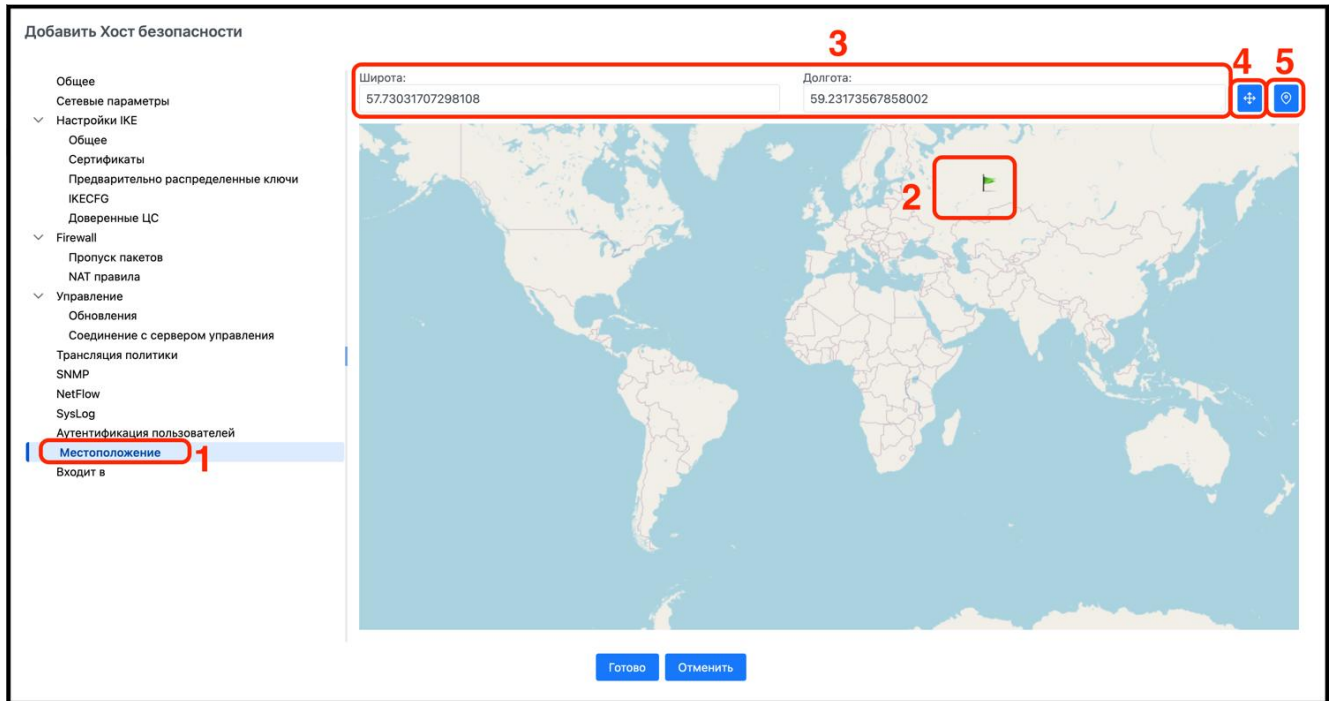 Добавить Хост безопасности
3
4
5
Общее
Сетевые параметры
Настройки IKE
Общее
Сертификаты
Предварительно распределенные ключи
IKECFG
Доверенные ЦС
Firewall
Пропуск пакетов
NAT правила
Управление
Обновления
Соединение с сервером управления
Трансляция политики
SNMP
NetFlow
SysLog
Аутентификация пользователей
Местоположение
1
Входит в
Широта:
57.73031707298108
Долгота:
59.23173567858002
2
Готово
Отменить